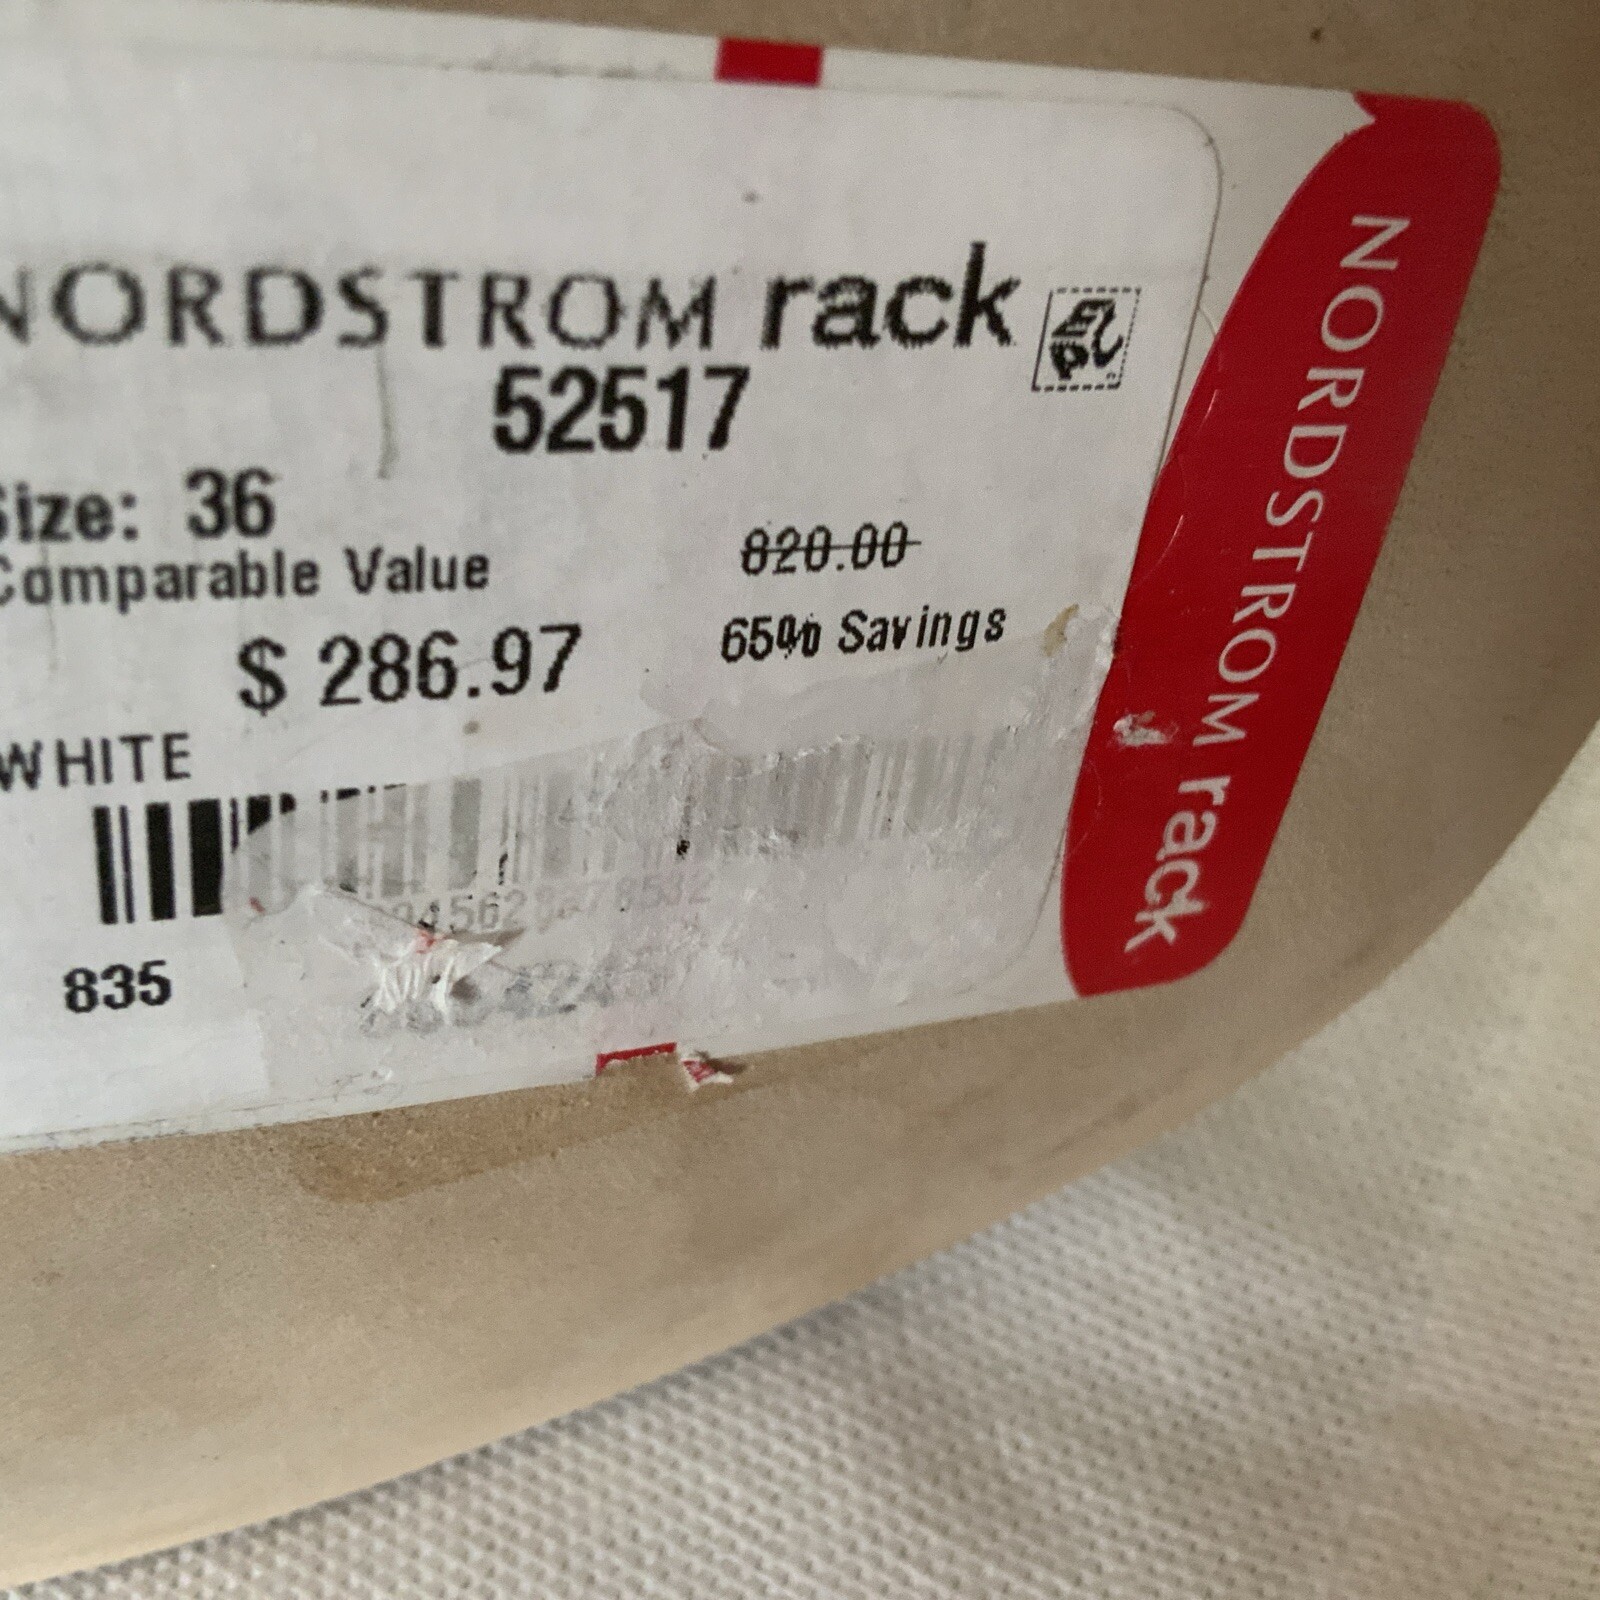 NORDSTROM rack
52517
Size: 36
Comparable Value 820.00
$ 286.97 65% Savings
WHITE
835
NORDSTROM rack